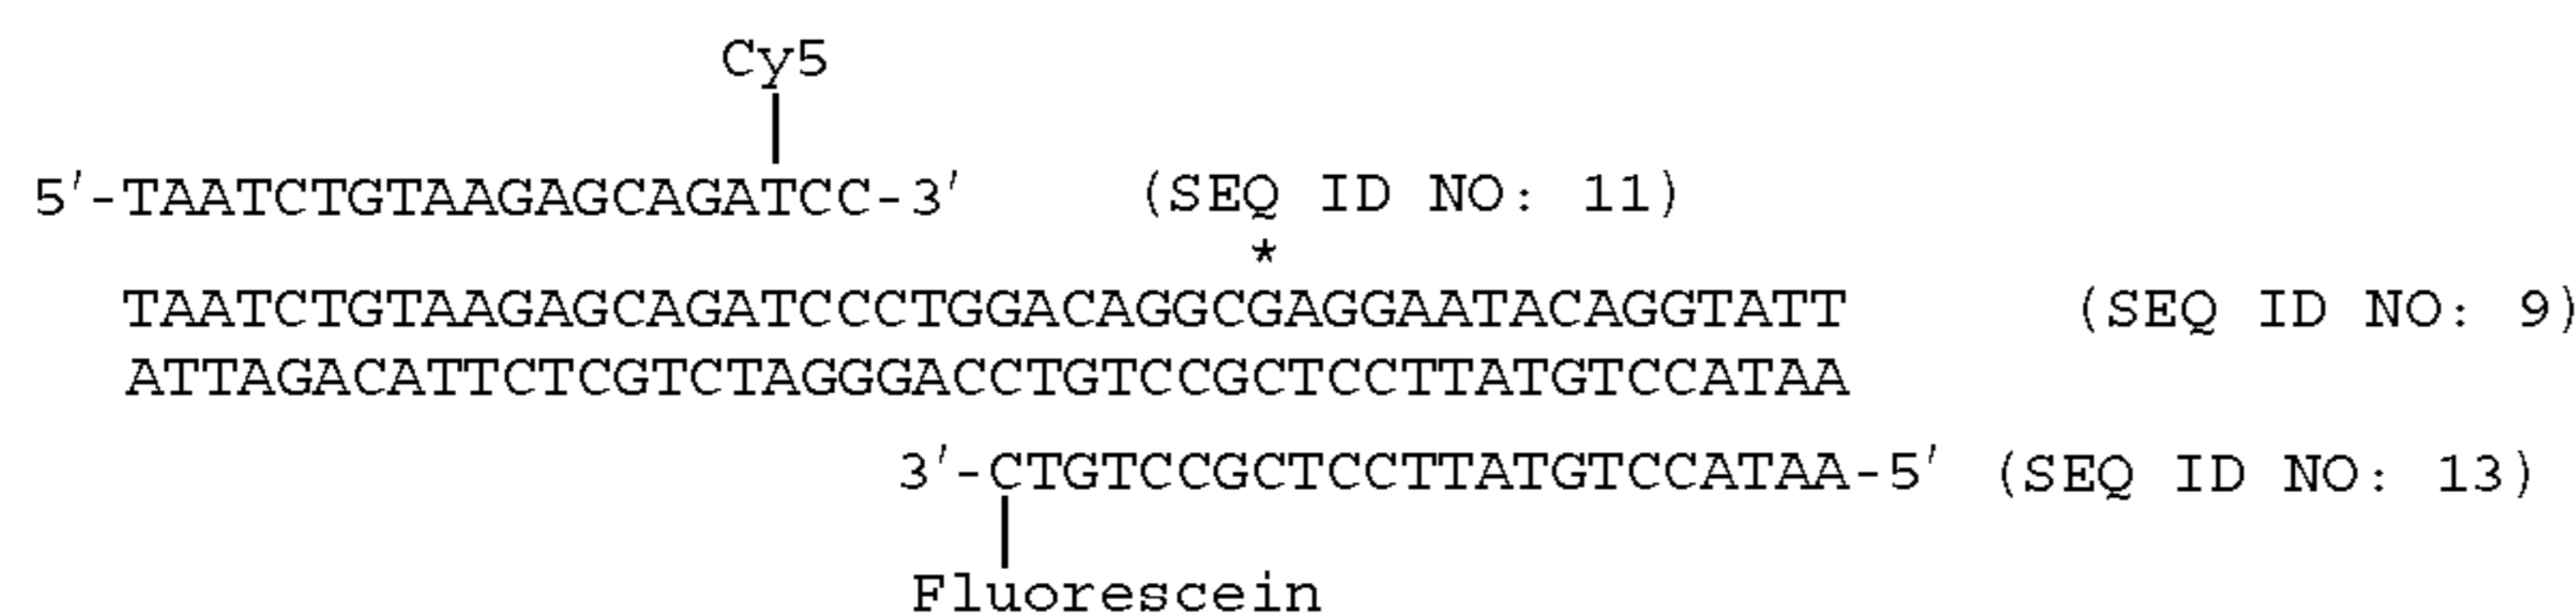 Cy5
5'-TAATCTGTAAGAGCAGATCC-3' (SEQ ID NO: 11)
*
TAATCTGTAAGAGCAGATCCCTGGACAGGCGAGGAATACAGGTATT (SEQ ID NO: 9)
ATTAGACATTCTCGTCTAGGGACCTGTCCGCTCCTTATGTCCATAA
3'-CTGTCCGCTCCTTATGTCCATAA-5' (SEQ ID NO: 13)
Fluorescein